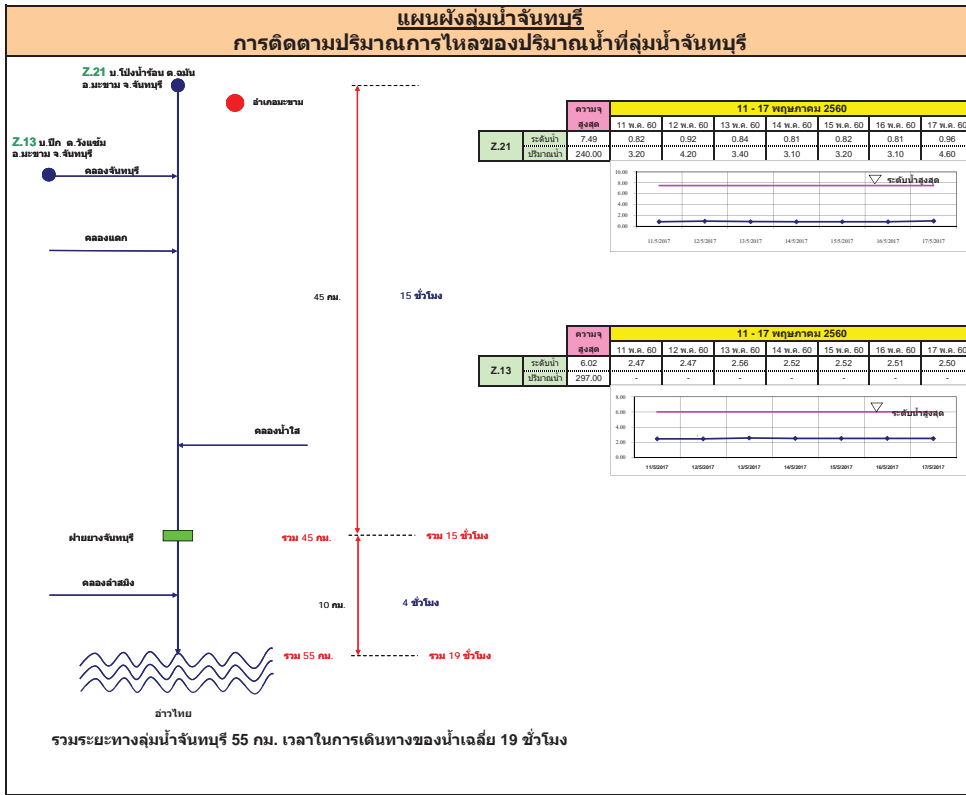 แผนผังลุ่มน้ำจันทบุรี
การติดตามปริมาณการไหลของปริมาณน้ำที่ลุ่มน้ำจันทบุรี
Z.21 บ.โป่งน้ำร้อน ต.ฉมัน
อ.มะขาม จ.จันทบุรี
อำเภอมะขาม
Z.13 บ.ปึก ต.วังแซ้ม
อ.มะขาม จ.จันทบุรี
คลองจันทบุรี
คลองแตก
45 กม.
15 ชั่วโมง
คลองน้ำใส
ฝายยางจันทบุรี
รวม 45 กม.
รวม 15 ชั่วโมง
คลองลำสมิง
10 กม.
4 ชั่วโมง
รวม 55 กม.
รวม 19 ชั่วโมง
อ่าวไทย
รวมระยะทางลุ่มน้ำจันทบุรี 55 กม. เวลาในการเดินทางของน้ำเฉลี่ย 19 ชั่วโมง
ความจุ 11 - 17 พฤษภาคม 2560
สูงสุด 11 พ.ค. 60 12 พ.ค. 60 13 พ.ค. 60 14 พ.ค. 60 15 พ.ค. 60 16 พ.ค. 60 17 พ.ค. 60
Z.21
ระดับน้ำ 7.49 0.82 0.92 0.84 0.81 0.82 0.81 0.96
ปริมาณน้ำ 240.00 3.20 4.20 3.40 3.10 3.20 3.10 4.60
10.00
8.00
6.00
4.00
2.00
0.00
ระดับน้ำสูงสุด
11/5/2017 12/5/2017 13/5/2017 14/5/2017 15/5/2017 16/5/2017 17/5/2017
ความจุ 11 - 17 พฤษภาคม 2560
สูงสุด 11 พ.ค. 60 12 พ.ค. 60 13 พ.ค. 60 14 พ.ค. 60 15 พ.ค. 60 16 พ.ค. 60 17 พ.ค. 60
Z.13
ระดับน้ำ 6.02 2.47 2.47 2.56 2.52 2.52 2.51 2.50
ปริมาณน้ำ 297.00 - - - - - - -
8.00
6.00
4.00
2.00
0.00
ระดับน้ำสูงสุด
11/5/2017 12/5/2017 13/5/2017 14/5/2017 15/5/2017 16/5/2017 17/5/2017